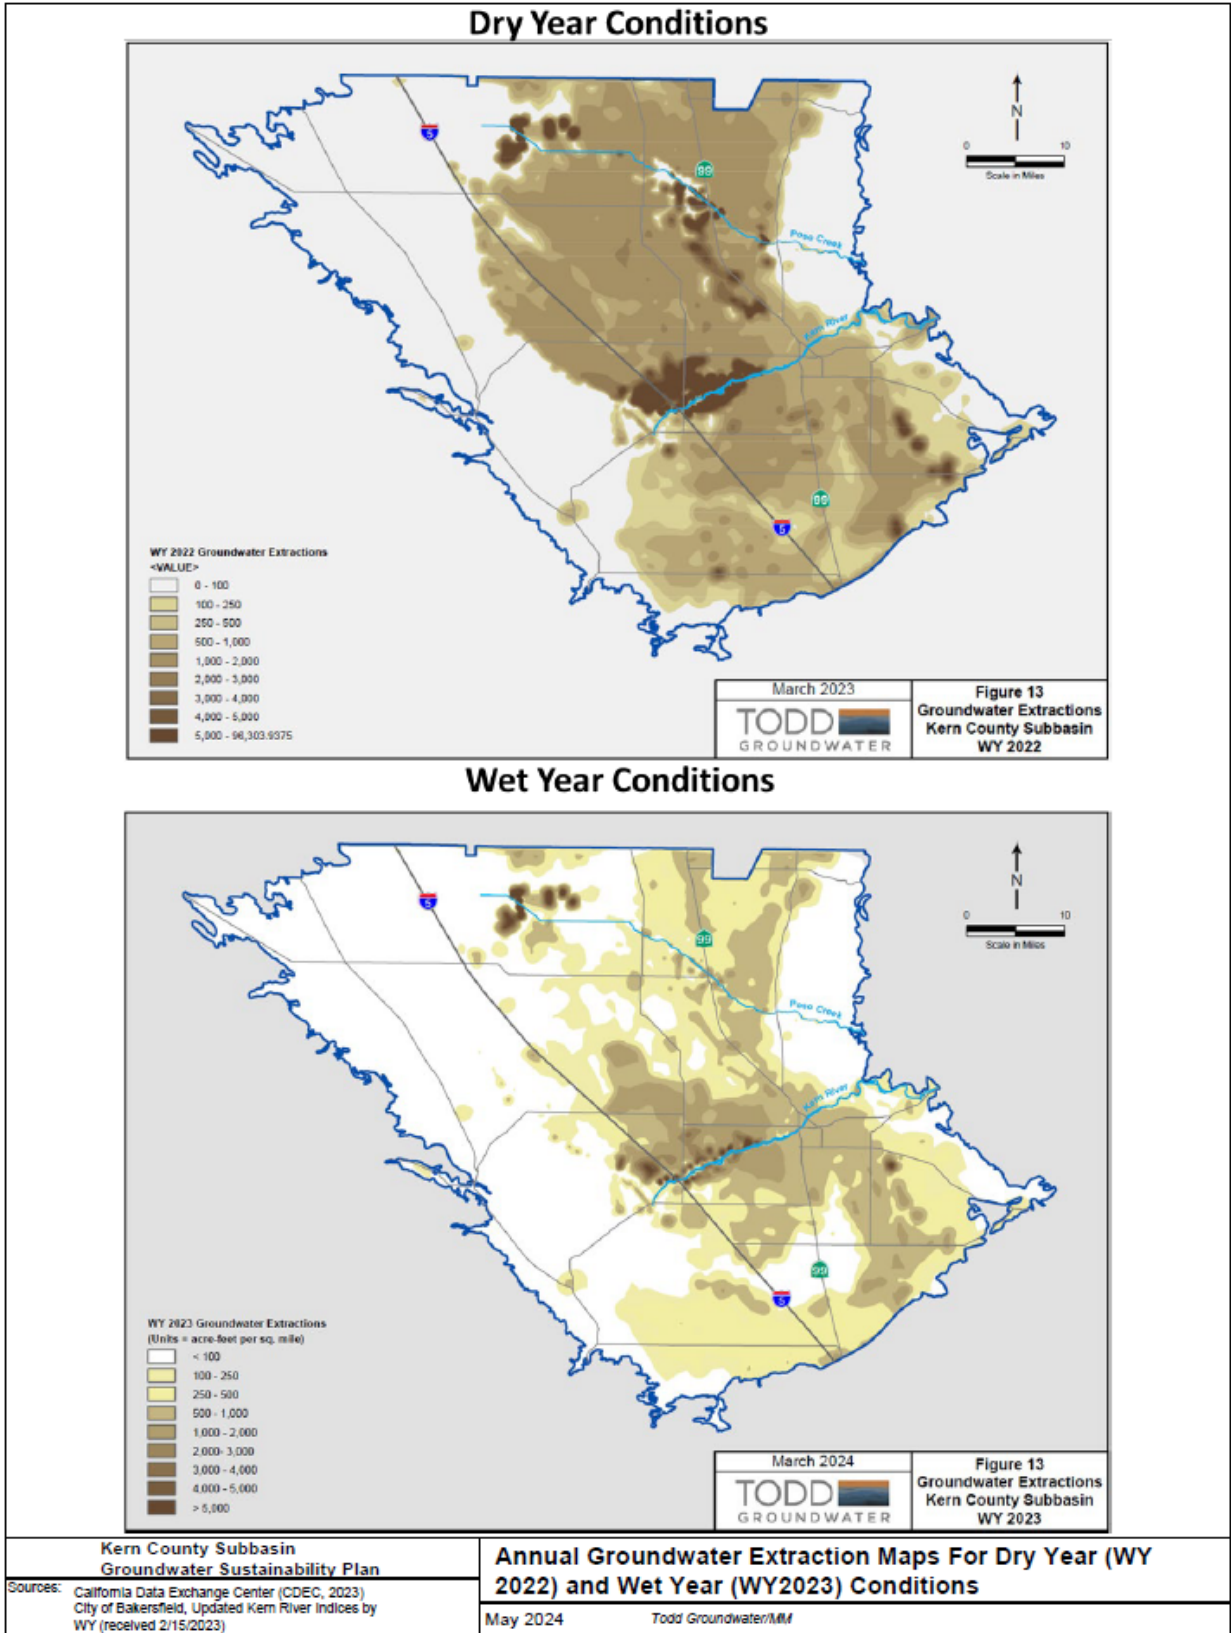 Dry Year Conditions
N
0 10
Scale in Miles
5
99
Poso Creek
Kern River
99
5
WY 2022 Groundwater Extractions
<VALUE>
0 - 100
100 - 250
250 - 500
500 - 1,000
1,000 - 2,000
2,000 - 3,000
3,000 - 4,000
4,000 - 5,000
5,000 - 96,303.9375
March 2023
TODD
GROUNDWATER
Figure 13
Groundwater Extractions
Kern County Subbasin
WY 2022
Wet Year Conditions
N
0 10
Scale in Miles
5
99
Poso Creek
Kern River
99
5
WY 2023 Groundwater Extractions
(Units = acre-feet per sq. mile)
< 100
100 - 250
250 - 500
500 - 1,000
1,000 - 2,000
2,000- 3,000
3,000 - 4,000
4,000 - 5,000
> 5,000
March 2024
TODD
GROUNDWATER
Figure 13
Groundwater Extractions
Kern County Subbasin
WY 2023
Kern County Subbasin
Groundwater Sustainability Plan
Sources: California Data Exchange Center (CDEC, 2023)
City of Bakersfield, Updated Kern River Indices by
WY (received 2/15/2023)
Annual Groundwater Extraction Maps For Dry Year (WY
2022) and Wet Year (WY2023) Conditions
May 2024 Todd Groundwater/MM